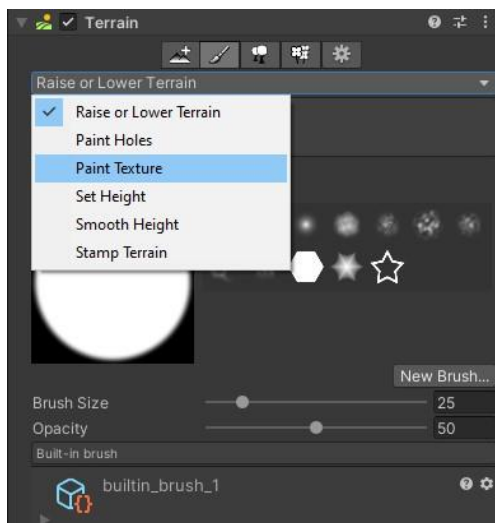 Terrain
Raise or Lower Terrain
Raise or Lower Terrain
Paint Holes
Paint Texture
Set Height
Smooth Height
Stamp Terrain
New Brush...
Brush Size 25
Opacity 50
Built-in brush
builtin_brush_1